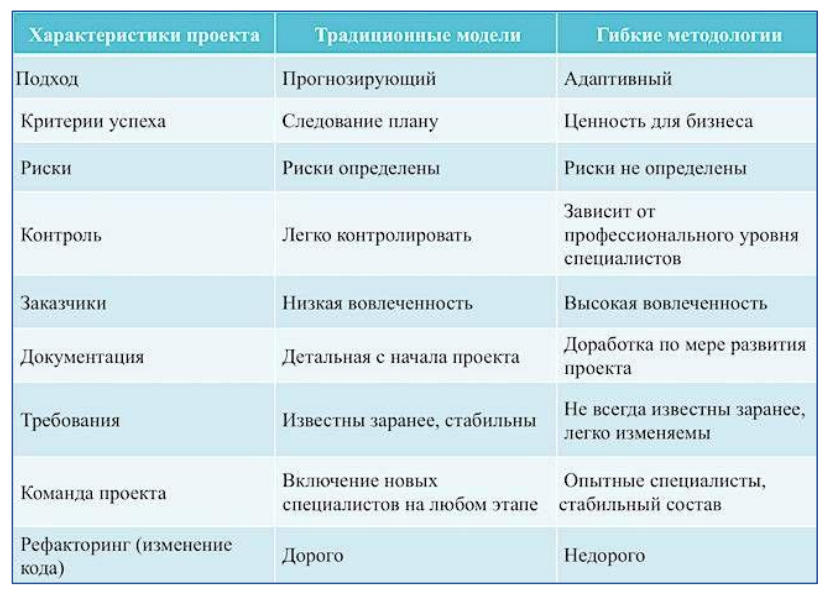 Характеристики проекта Традиционные модели Гибкие методологии
Подход Прогнозирующий Адаптивный
Критерии успеха Следование плану Ценность для бизнеса
Риски Риски определены Риски не определены
Контроль Легко контролировать Зависит от
профессионального уровня
специалистов
Заказчики Низкая вовлеченность Высокая вовлеченность
Документация Детальная с начала проекта Доработка по мере развития
проекта
Требования Известны заранее, стабильны Не всегда известны заранее,
легко изменяемы
Команда проекта Включение новых
специалистов на любом этапе Опытные специалисты,
стабильный состав
Рефакторинг (изменение
кода) Дорого Недорого